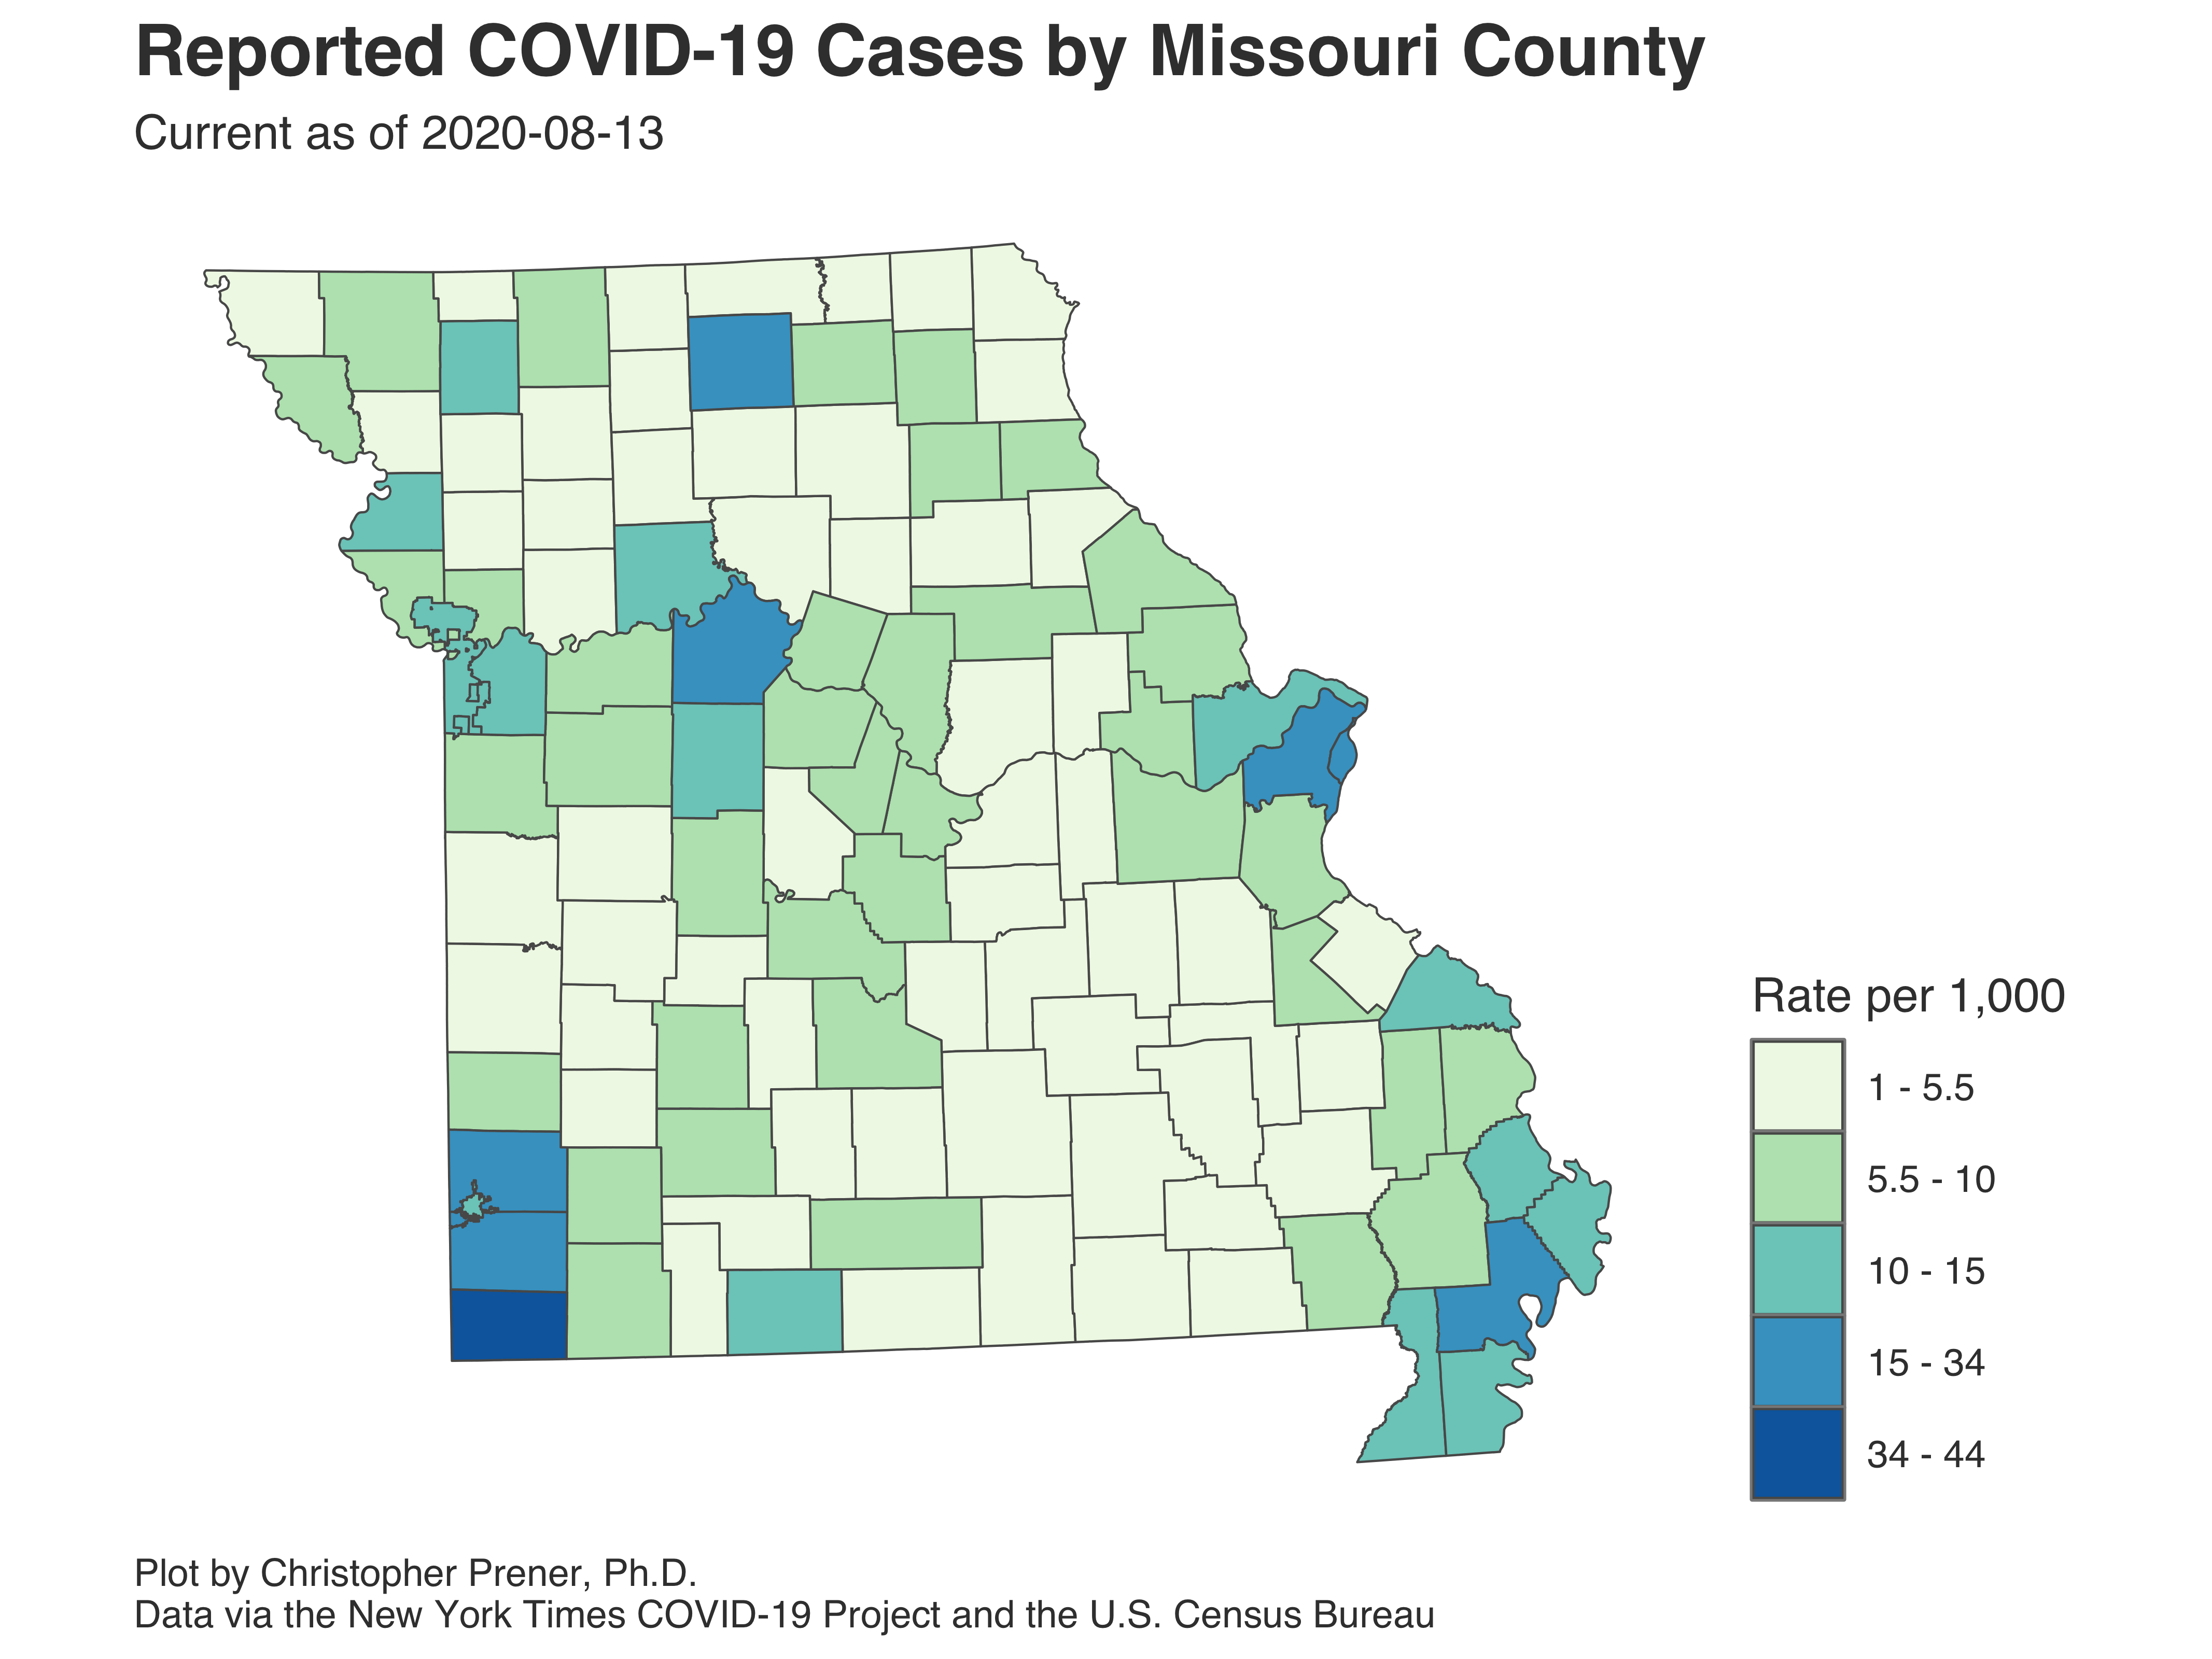 Reported COVID-19 Cases by Missouri County
Current as of 2020-08-13
Rate per 1,000
1 - 5.5
5.5 - 10
10 - 15
15 - 34
34 - 44
Plot by Christopher Prener, Ph.D.
Data via the New York Times COVID-19 Project and the U.S. Census Bureau